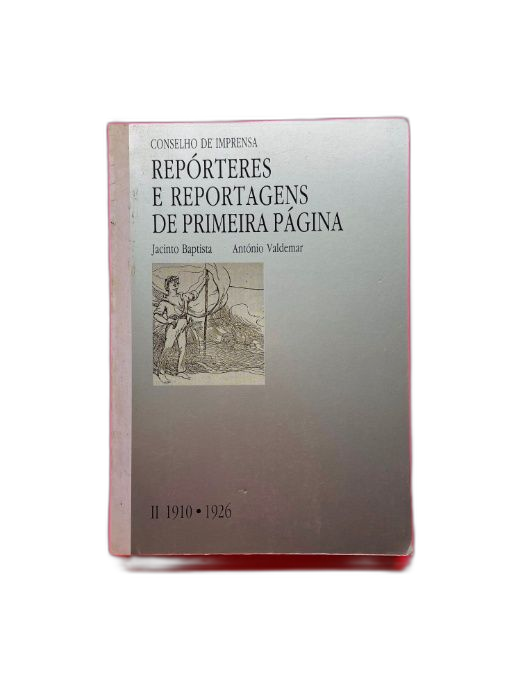 CONSELHO DE IMPRENSA
REPÓRTERES
E REPORTAGENS
DE PRIMEIRA PÁGINA
Jacinto Baptista António Valdemar
II 1910 • 1926